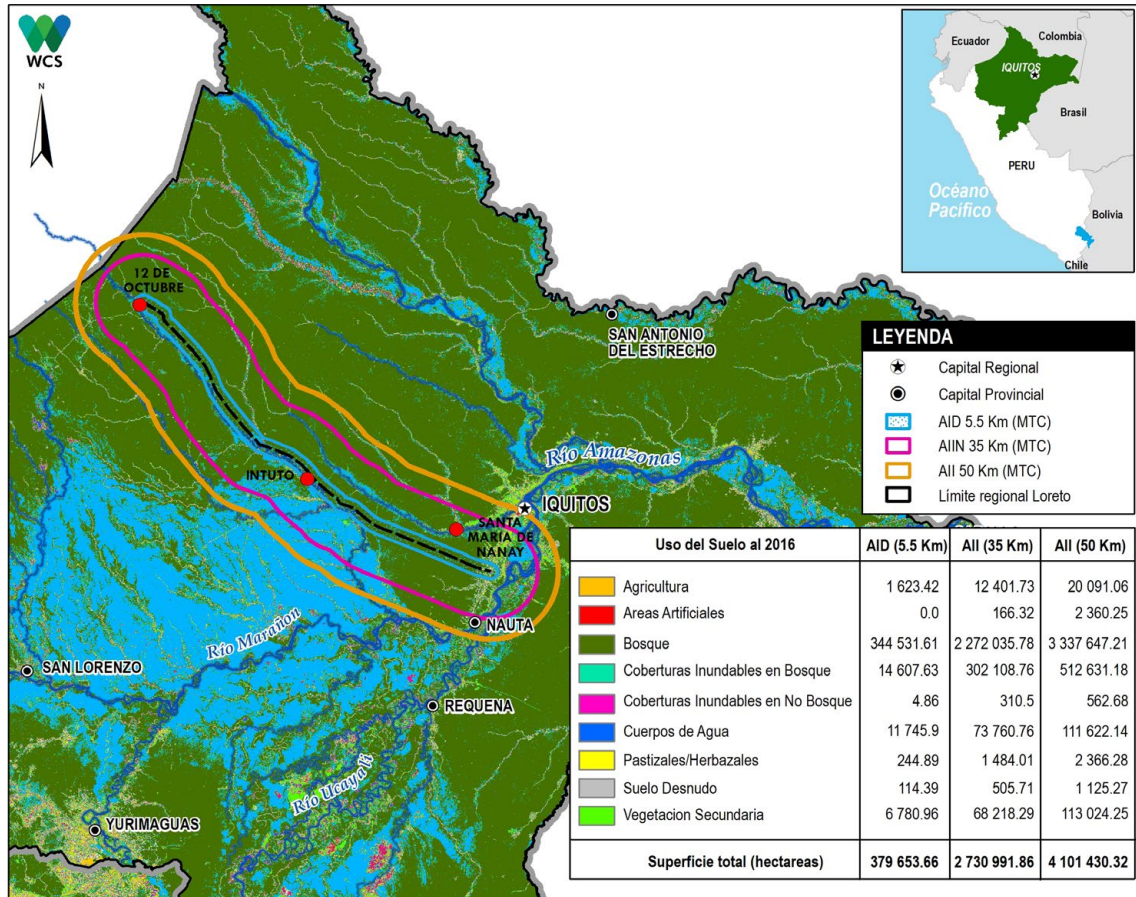 WCS
N
12 DE
OCTUBRE
INTUTO
SANTA
MARIA DE
NANAY
IQUITOS
NAUTA
SAN ANTONIO
DEL ESTRECHO
Río Amazonas
Río Marañon
SAN LORENZO
REQUENA
Río Ucayali
YURIMAGUAS
Ecuador
Colombia
IQUITOS
Brasil
PERU
Océano
Pacífico
Bolivia
Chile
LEYENDA
Capital Regional
Capital Provincial
AID 5.5 Km (MTC)
AIIN 35 Km (MTC)
AII 50 Km (MTC)
Límite regional Loreto
Uso del Suelo al 2016 AID (5.5 Km) AII (35 Km) AII (50 Km)
Agricultura 1 623.42 12 401.73 20 091.06
Areas Artificiales 0.0 166.32 2 360.25
Bosque 344 531.61 2 272 035.78 3 337 647.21
Coberturas Inundables en Bosque 14 607.63 302 108.76 512 631.18
Coberturas Inundables en No Bosque 4.86 310.5 562.68
Cuerpos de Agua 11 745.9 73 760.76 111 622.14
Pastizales/Herbazales 244.89 1 484.01 2 366.28
Suelo Desnudo 114.39 505.71 1 125.27
Vegetacion Secundaria 6 780.96 68 218.29 113 024.25
Superficie total (hectareas) 379 653.66 2 730 991.86 4 101 430.32